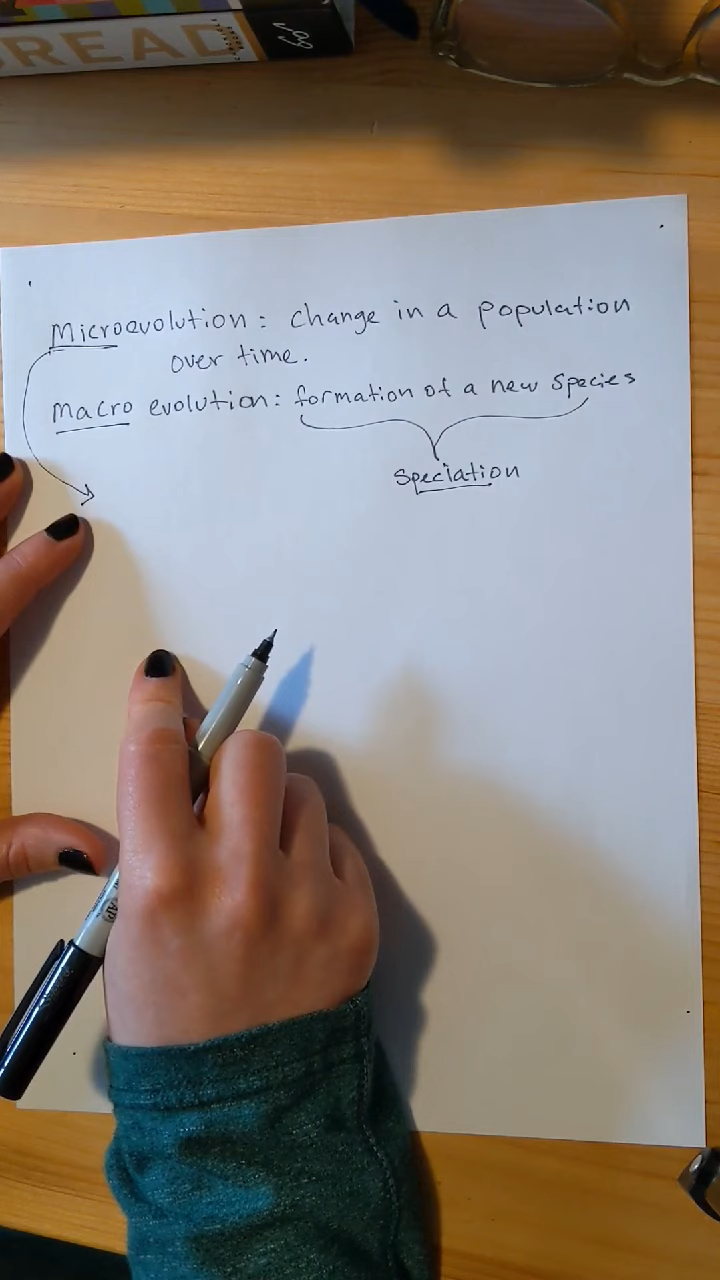 READ
Microevolution: change in a population
over time.
Macro evolution: formation of a new species
speciation